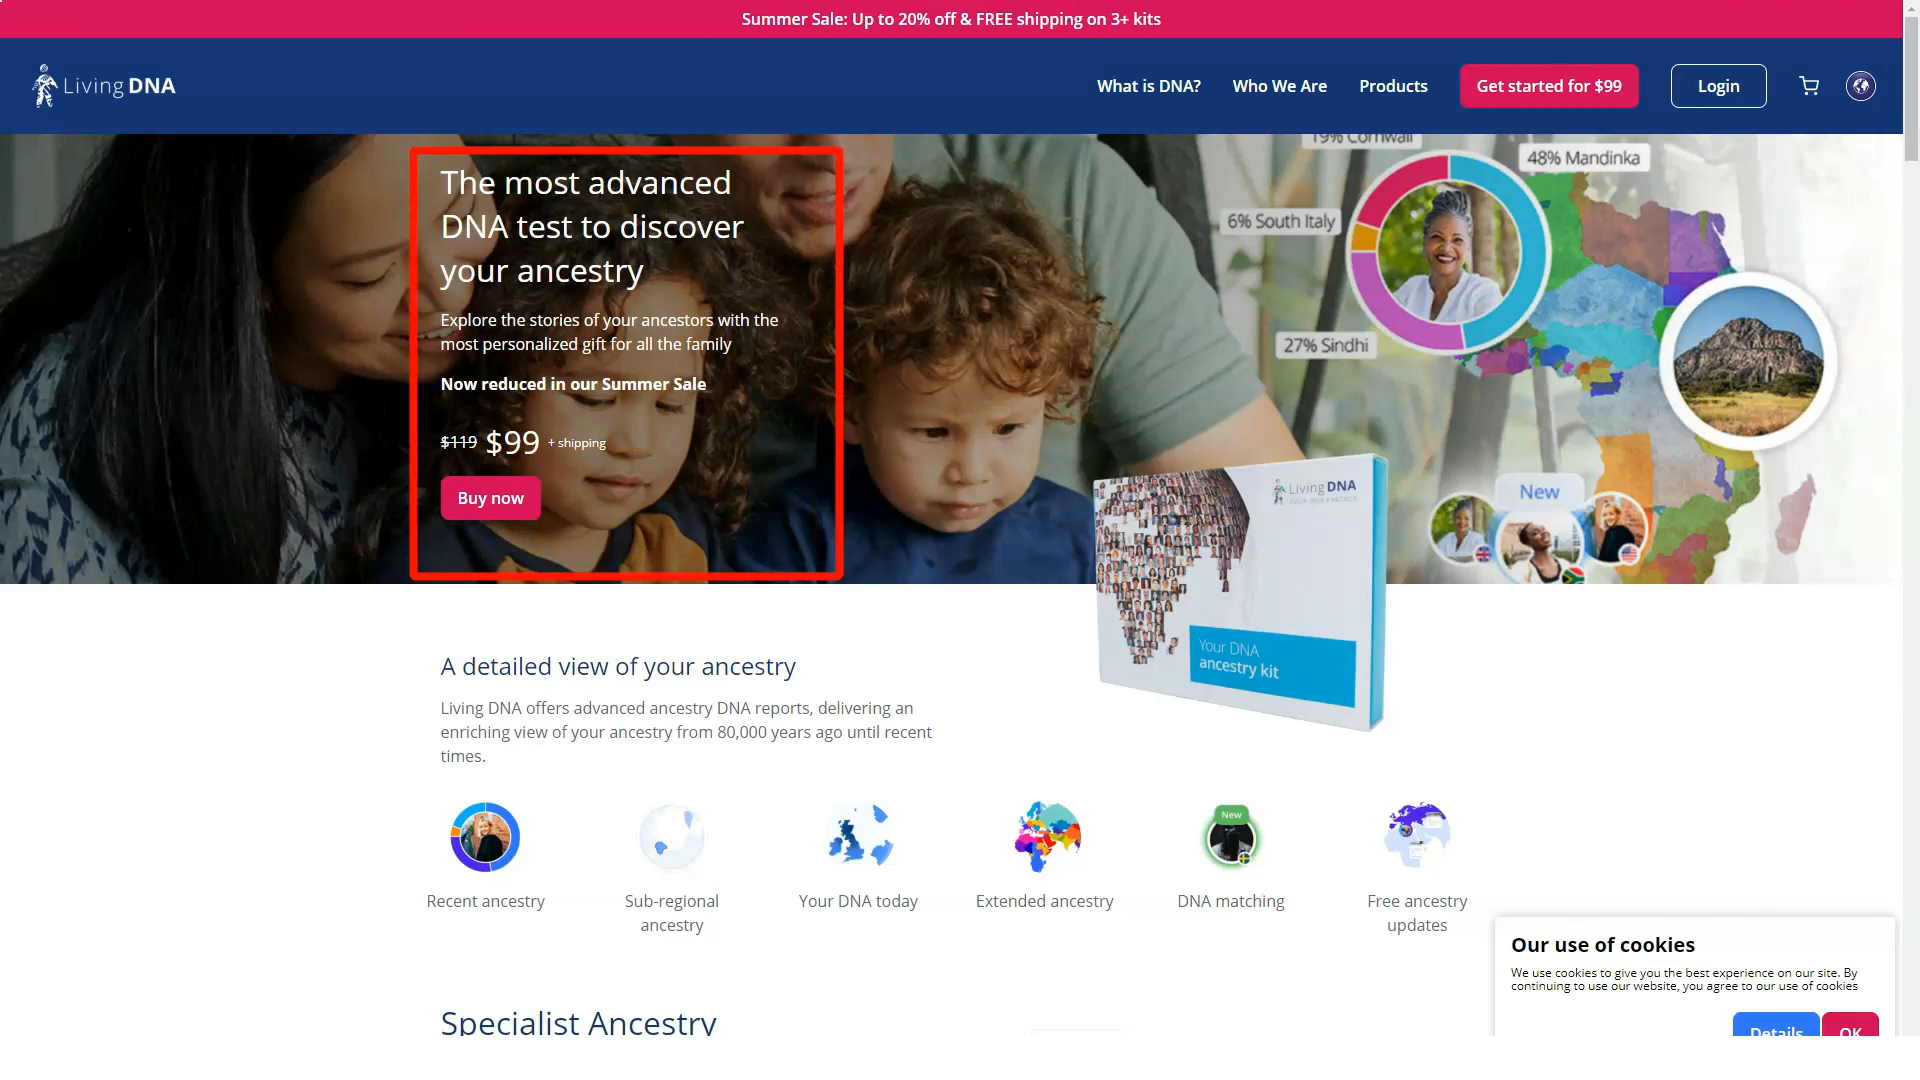 Summer Sale: Up to 20% off & FREE shipping on 3+ kits
Living DNA
What is DNA?
Who We Are
Products
Get started for $99
Login
The most advanced
DNA test to discover
your ancestry
Explore the stories of your ancestors with the
most personalized gift for all the family
Now reduced in our Summer Sale
$119 $99 + shipping
Buy now
19% Cornwall
48% Mandinka
6% South Italy
27% Sindhi
New
Living DNA
YOUR DNA PARTNER
Your DNA
ancestry kit
A detailed view of your ancestry
Living DNA offers advanced ancestry DNA reports, delivering an
enriching view of your ancestry from 80,000 years ago until recent
times.
Recent ancestry
Sub-regional
ancestry
Your DNA today
Extended ancestry
New
DNA matching
Free ancestry
updates
Specialist Ancestry
Our use of cookies
We use cookies to give you the best experience on our site. By
continuing to use our website, you agree to our use of cookies
Details
OK